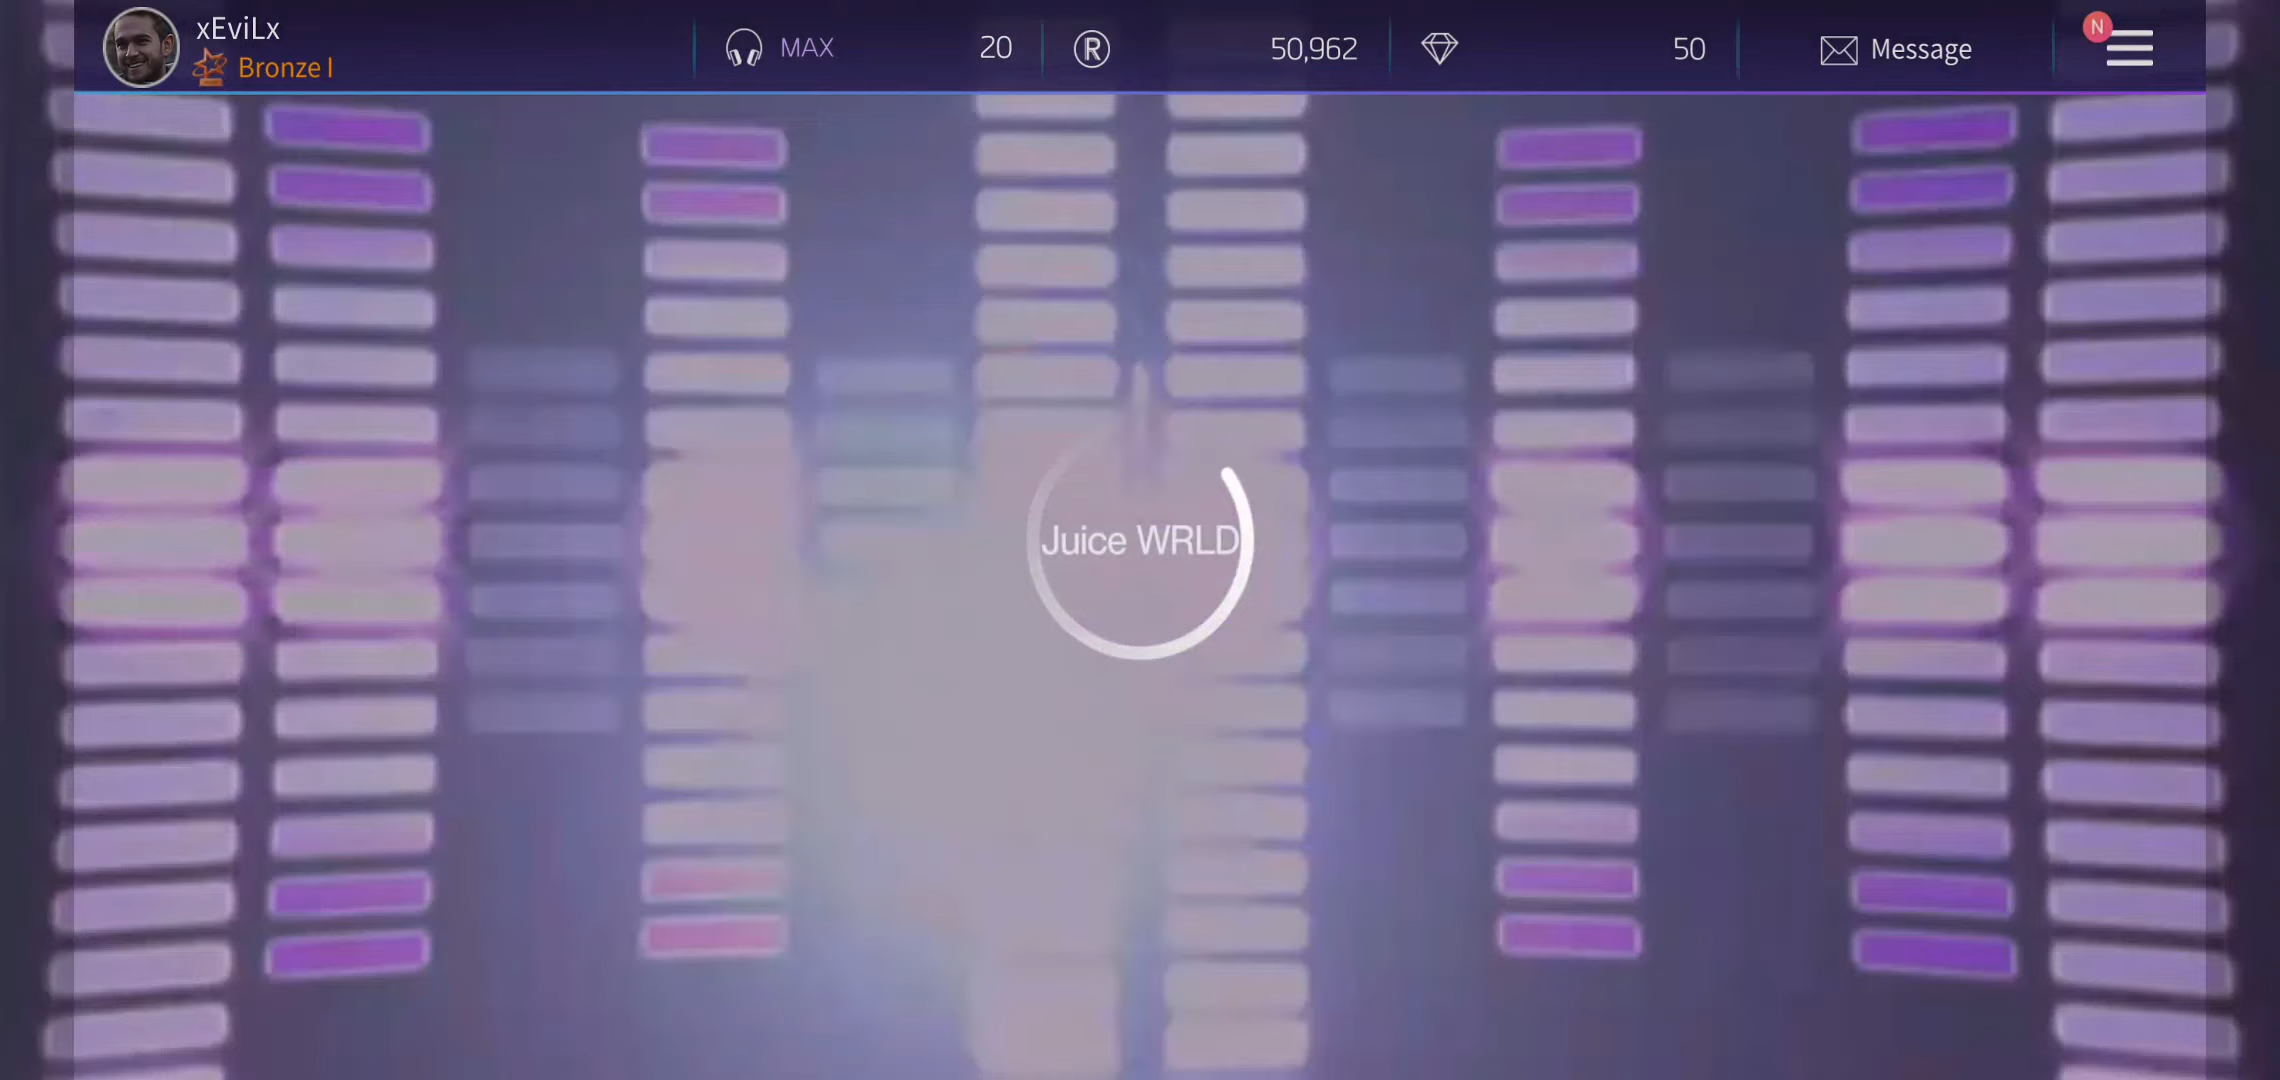 xEviLx
Bronze I
MAX 20
R 50,962
50
Message
N
Juice WRLD